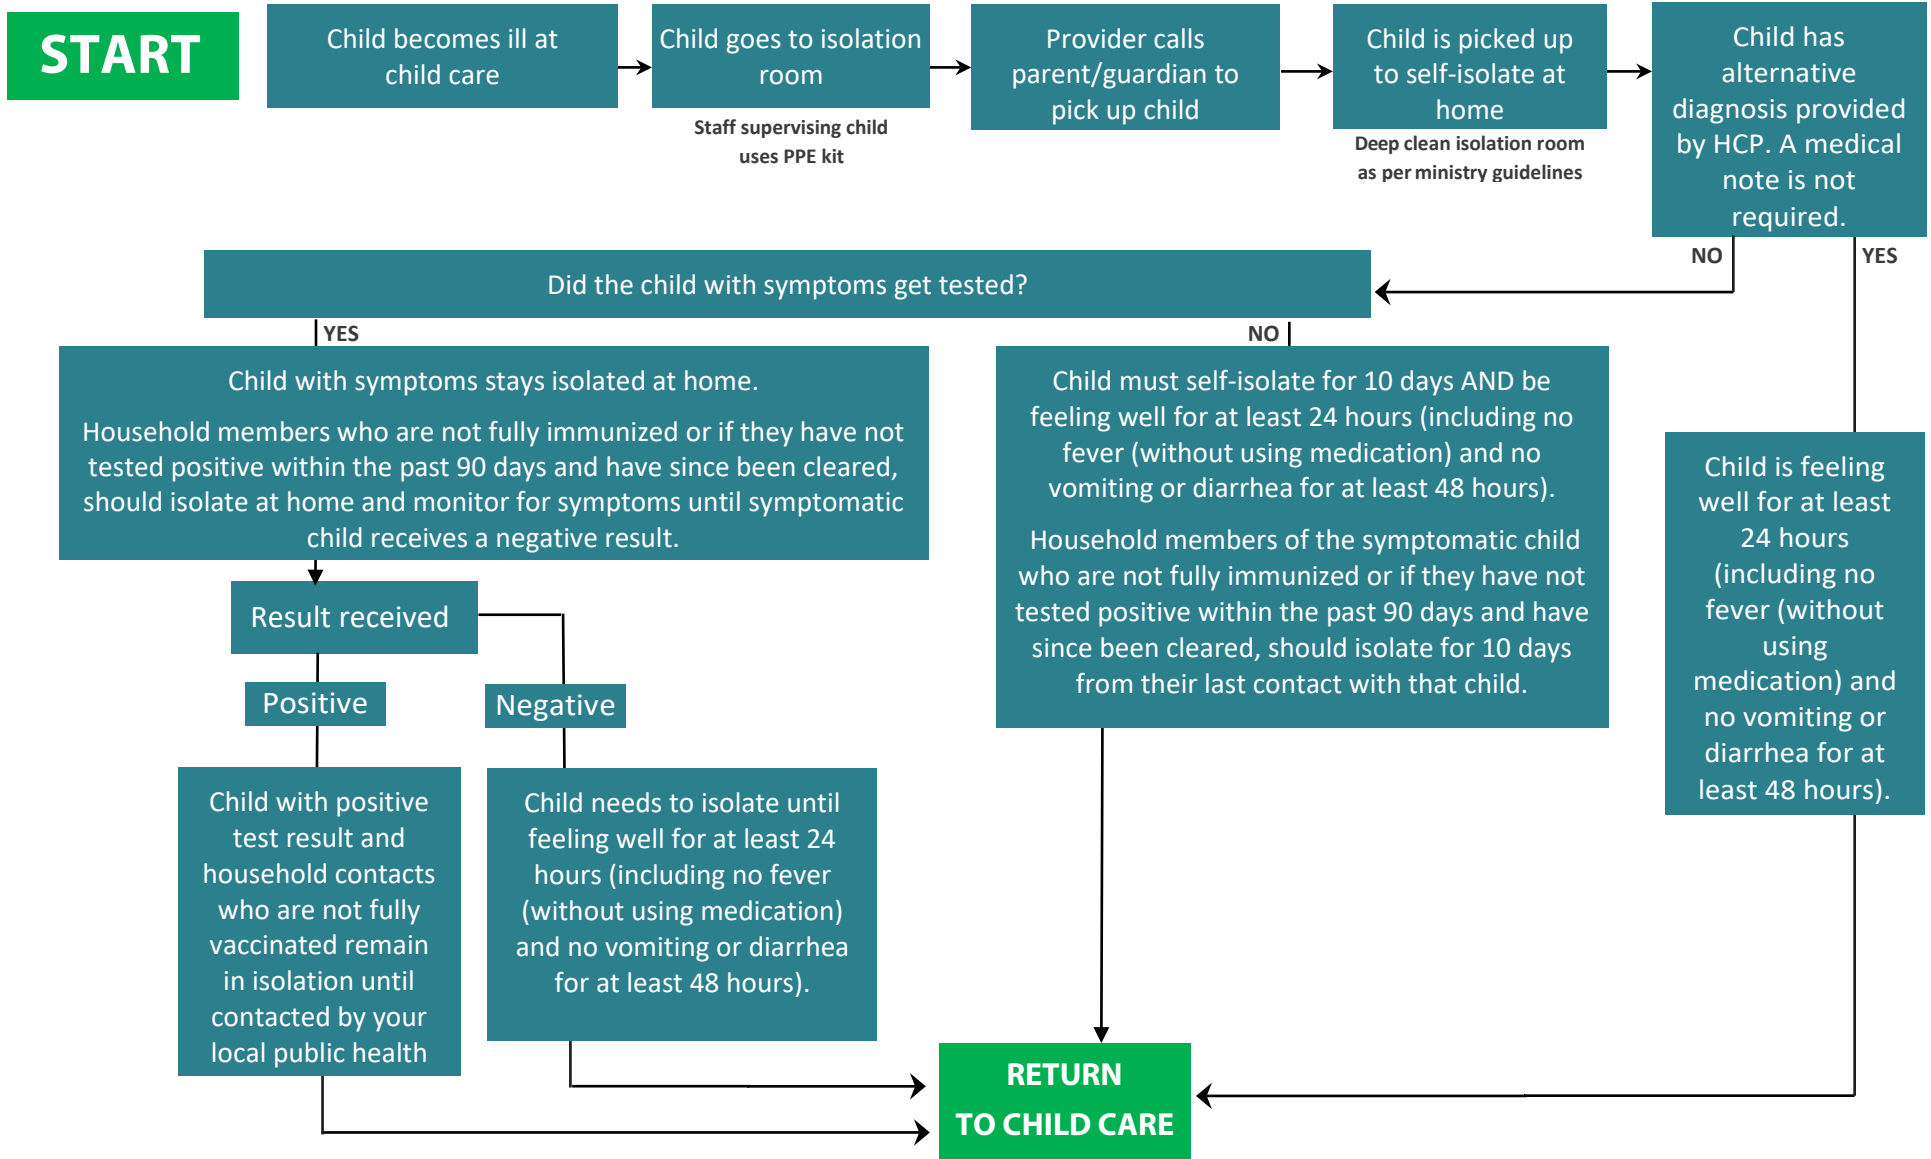 START
Child becomes ill at
child care
Child goes to isolation
room
Staff supervising child
uses PPE kit
Provider calls
parent/guardian to
pick up child
Child is picked up
to self-isolate at
home
Deep clean isolation room
as per ministry guidelines
Child has
alternative
diagnosis provided
by HCP. A medical
note is not
required.
NO
YES
Did the child with symptoms get tested?
YES
NO
Child with symptoms stays isolated at home.
Household members who are not fully immunized or if they have not
tested positive within the past 90 days and have since been cleared,
should isolate at home and monitor for symptoms until symptomatic
child receives a negative result.
Child must self-isolate for 10 days AND be
feeling well for at least 24 hours (including no
fever (without using medication) and no
vomiting or diarrhea for at least 48 hours).
Household members of the symptomatic child
who are not fully immunized or if they have not
tested positive within the past 90 days and have
since been cleared, should isolate for 10 days
from their last contact with that child.
Child is feeling
well for at least
24 hours
(including no
fever (without
using
medication) and
no vomiting or
diarrhea for at
least 48 hours).
Result received
Positive
Negative
Child with positive
test result and
household contacts
who are not fully
vaccinated remain
in isolation until
contacted by your
local public health
Child needs to isolate until
feeling well for at least 24
hours (including no fever
(without using medication)
and no vomiting or diarrhea
for at least 48 hours).
RETURN
TO CHILD CARE